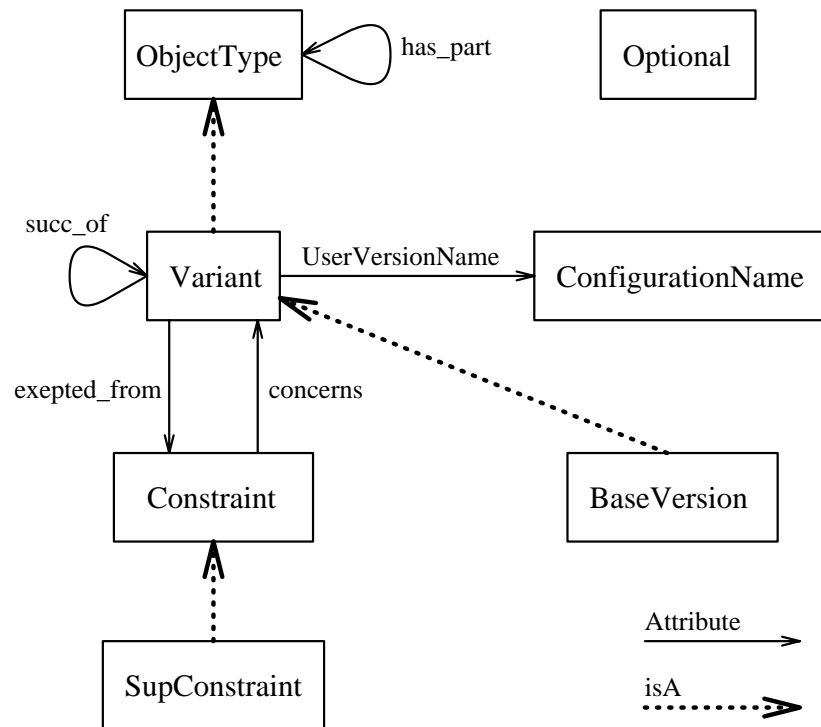 ObjectType
has_part
Optional
succ_of
Variant
UserVersionName
ConfigurationName
exepted_from
concerns
Constraint
BaseVersion
SupConstraint
Attribute
isA